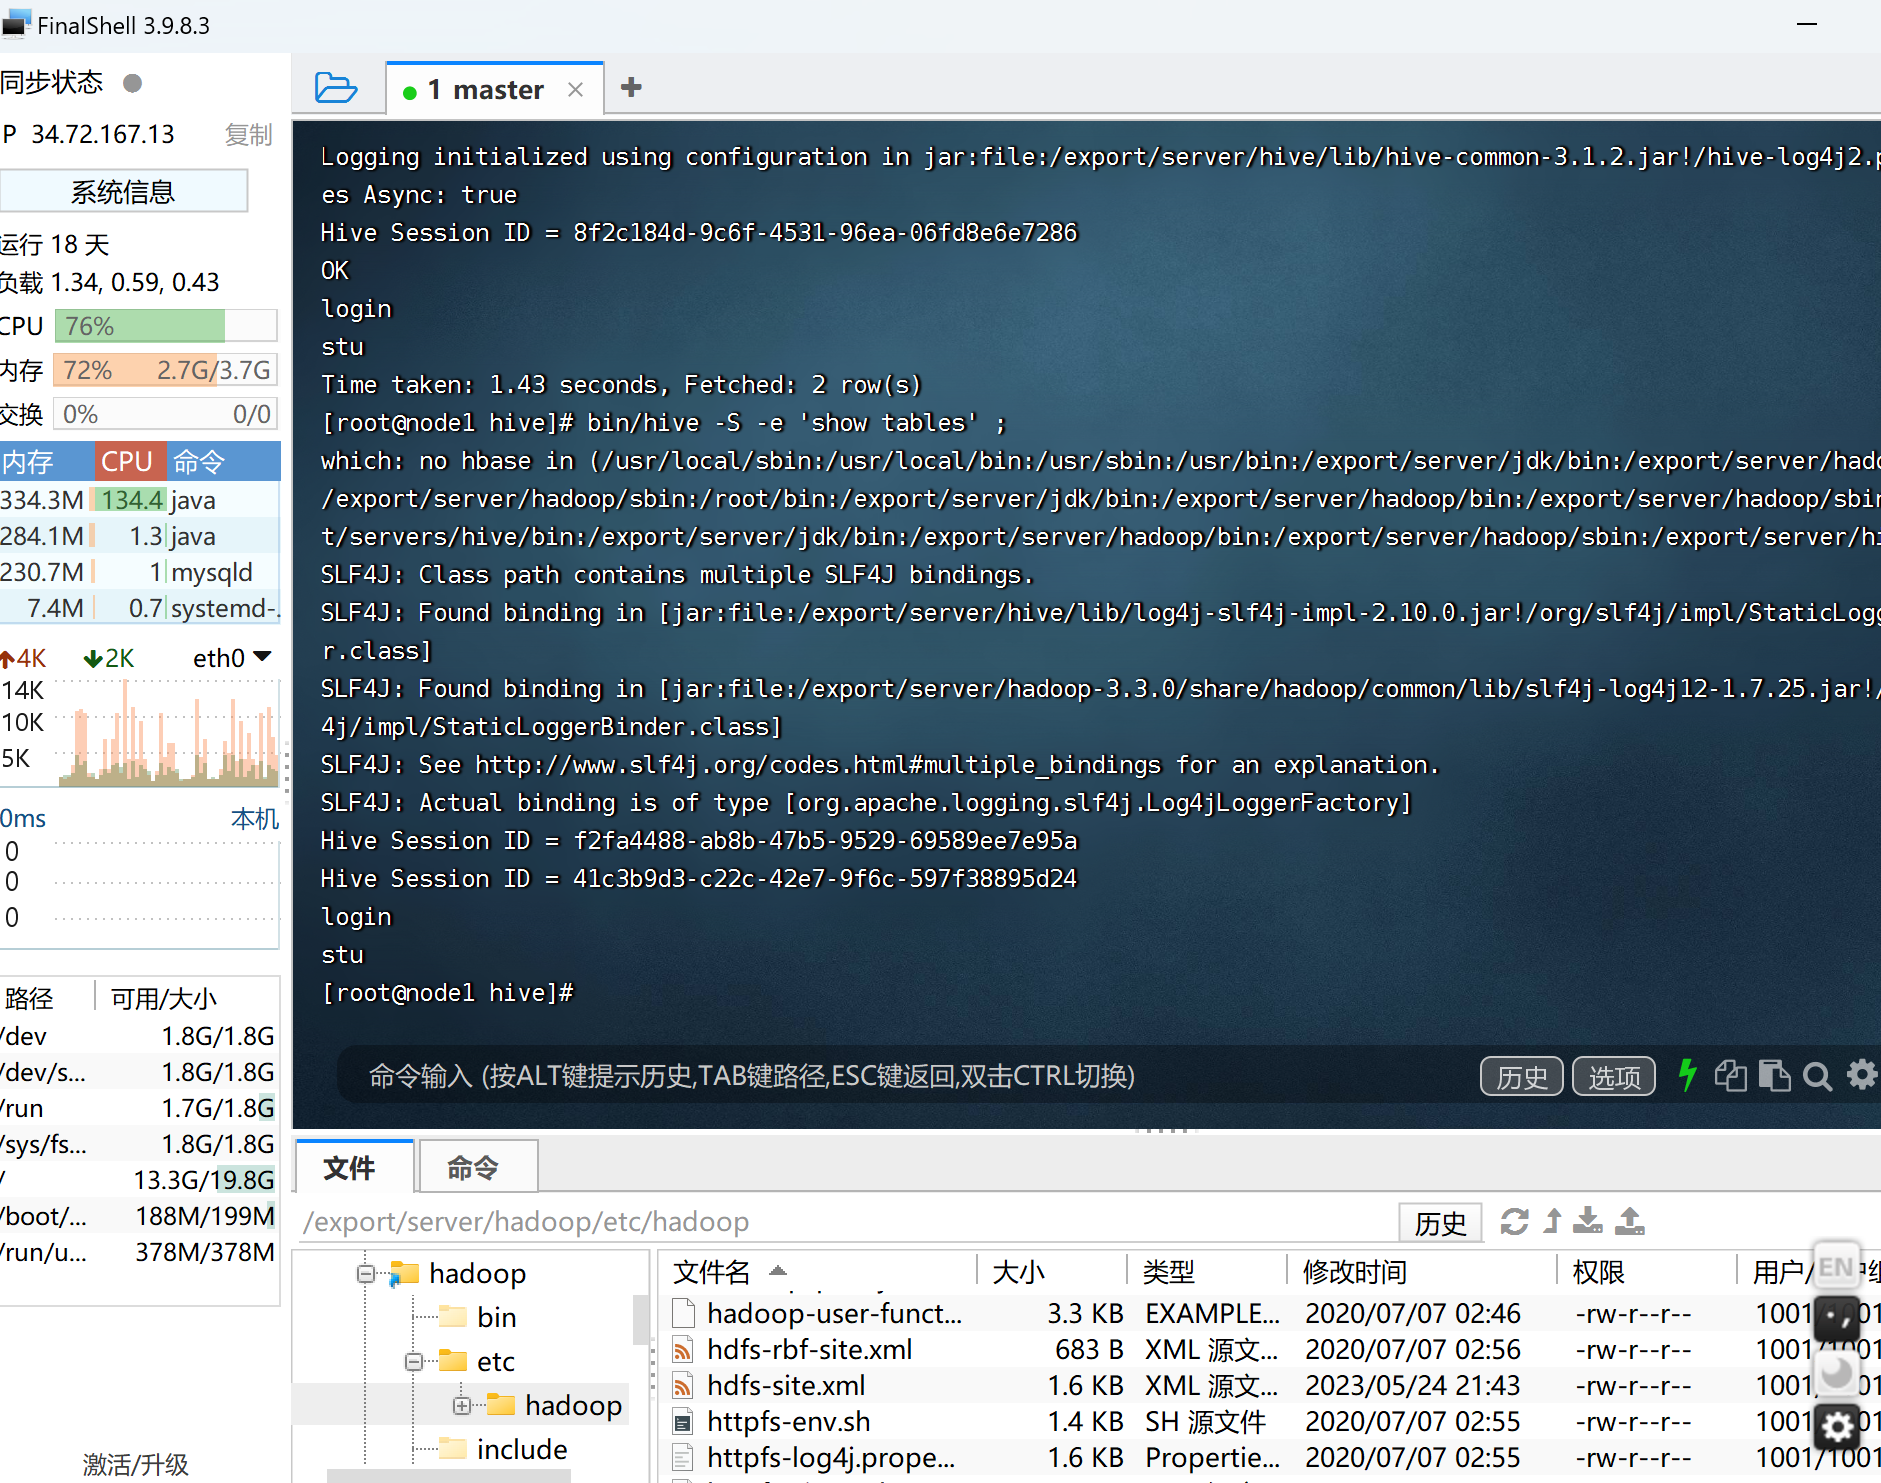 FinalShell 3.9.8.3
同步状态
P 34.72.167.13 复制
系统信息
运行 18 天
负载 1.34, 0.59, 0.43
CPU 76%
内存 72% 2.7G/3.7G
交换 0% 0/0
内存 CPU 命令
334.3M 134.4 java
284.1M 1.3 java
230.7M 1 mysqld
7.4M 0.7 systemd-.
4K 2K eth0
14K
10K
5K
0ms 本机
0
0
0
路径 可用/大小
/dev 1.8G/1.8G
/dev/s... 1.8G/1.8G
/run 1.7G/1.8G
/sys/fs... 1.8G/1.8G
/ 13.3G/19.8G
/boot/... 188M/199M
/run/u... 378M/378M
激活/升级
1 master
Logging initialized using configuration in jar:file:/export/server/hive/lib/hive-common-3.1.2.jar!/hive-log4j2.p
es Async: true
Hive Session ID = 8f2c184d-9c6f-4531-96ea-06fd8e6e7286
OK
login
stu
Time taken: 1.43 seconds, Fetched: 2 row(s)
[root@node1 hive]# bin/hive -S -e 'show tables' ;
which: no hbase in (/usr/local/sbin:/usr/local/bin:/usr/sbin:/usr/bin:/export/server/jdk/bin:/export/server/hado
/export/server/hadoop/sbin:/root/bin:/export/server/jdk/bin:/export/server/hadoop/bin:/export/server/hadoop/sbin
t/servers/hive/bin:/export/server/jdk/bin:/export/server/hadoop/bin:/export/server/hadoop/sbin:/export/server/hi
SLF4J: Class path contains multiple SLF4J bindings.
SLF4J: Found binding in [jar:file:/export/server/hive/lib/log4j-slf4j-impl-2.10.0.jar!/org/slf4j/impl/StaticLogg
r.class]
SLF4J: Found binding in [jar:file:/export/server/hadoop-3.3.0/share/hadoop/common/lib/slf4j-log4j12-1.7.25.jar!/
4j/impl/StaticLoggerBinder.class]
SLF4J: See http://www.slf4j.org/codes.html#multiple_bindings for an explanation.
SLF4J: Actual binding is of type [org.apache.logging.slf4j.Log4jLoggerFactory]
Hive Session ID = f2fa4488-ab8b-47b5-9529-69589ee7e95a
Hive Session ID = 41c3b9d3-c22c-42e7-9f6c-597f38895d24
login
stu
[root@node1 hive]#
命令输入 (按ALT键提示历史,TAB键路径,ESC键返回,双击CTRL切换) 历史 选项
文件 命令
/export/server/hadoop/etc/hadoop 历史
hadoop
bin
etc
hadoop
include
文件名 大小 类型 修改时间 权限 用户/
hadoop-user-funct... 3.3 KB EXAMPLE... 2020/07/07 02:46 -rw-r--r-- 1001/1001
hdfs-rbf-site.xml 683 B XML 源文... 2020/07/07 02:56 -rw-r--r-- 1001/1001
hdfs-site.xml 1.6 KB XML 源文... 2023/05/24 21:43 -rw-r--r-- 1001/1001
httpfs-env.sh 1.4 KB SH 源文件 2020/07/07 02:55 -rw-r--r-- 1001/1001
httpfs-log4j.prope... 1.6 KB Propertie... 2020/07/07 02:55 -rw-r--r-- 1001/1001
EN